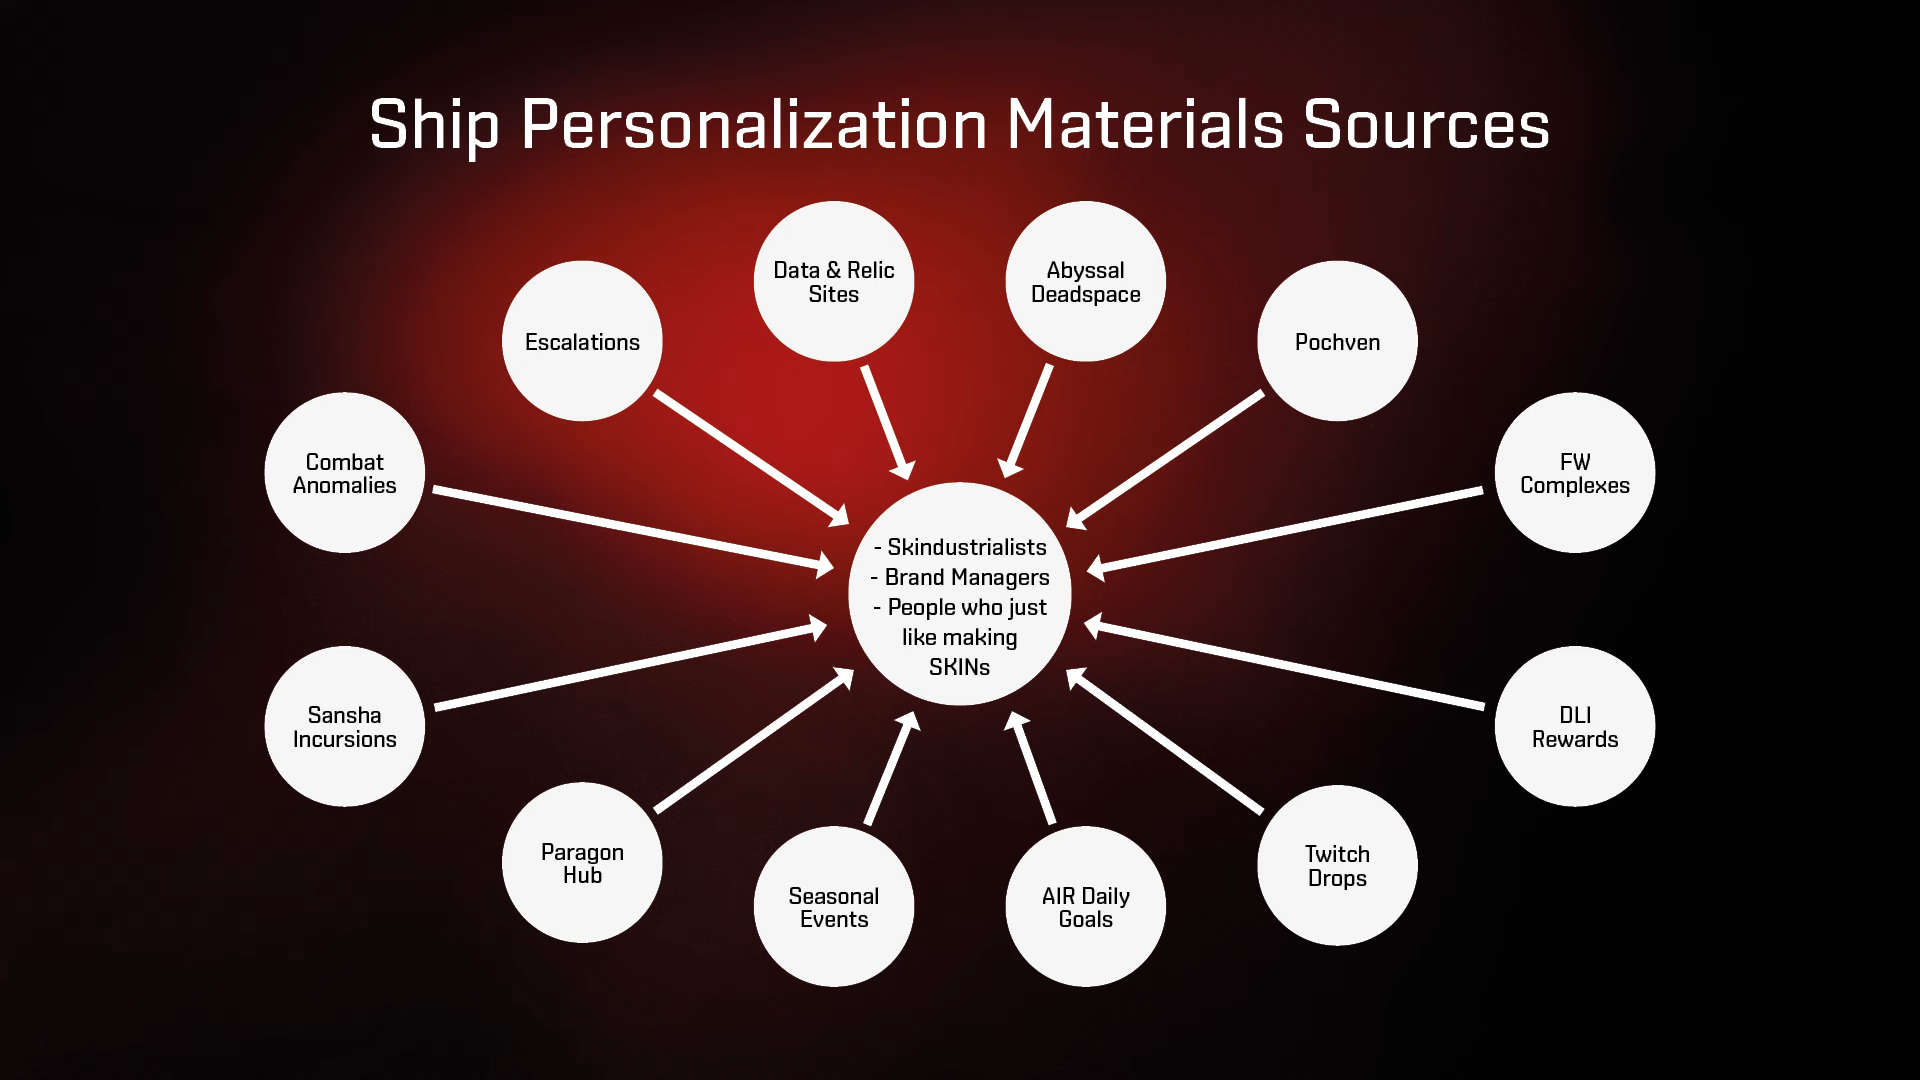 Ship Personalization Materials Sources
Data & Relic
Sites
Abyssal
Deadspace
Escalations
Pochven
Combat
Anomalies
FW
Complexes
- Skindustrialists
- Brand Managers
- People who just
like making
SKINs
Sansha
Incursions
DLI
Rewards
Paragon
Hub
Twitch
Drops
Seasonal
Events
AIR Daily
Goals